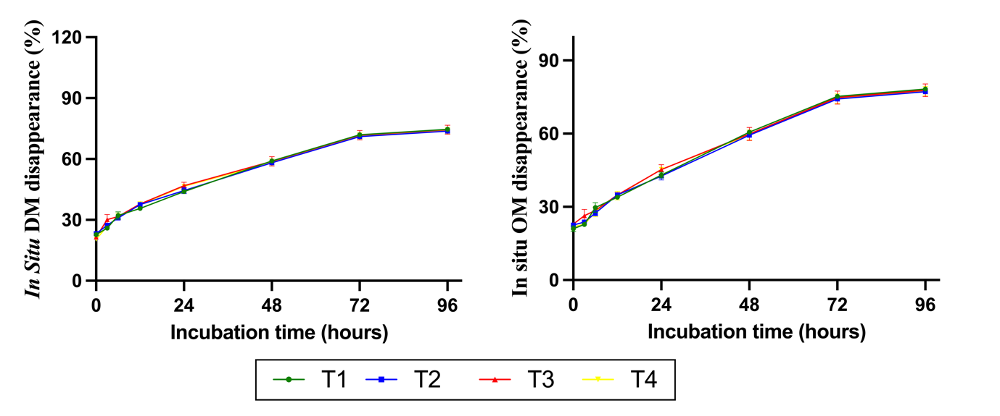 In Situ DM disappearance (%)
120
90
60
30
0
0 24 48 72 96
Incubation time (hours)
In situ OM disappearance (%)
90
60
30
0
0 24 48 72 96
Incubation time (hours)
T1 T2 T3 T4